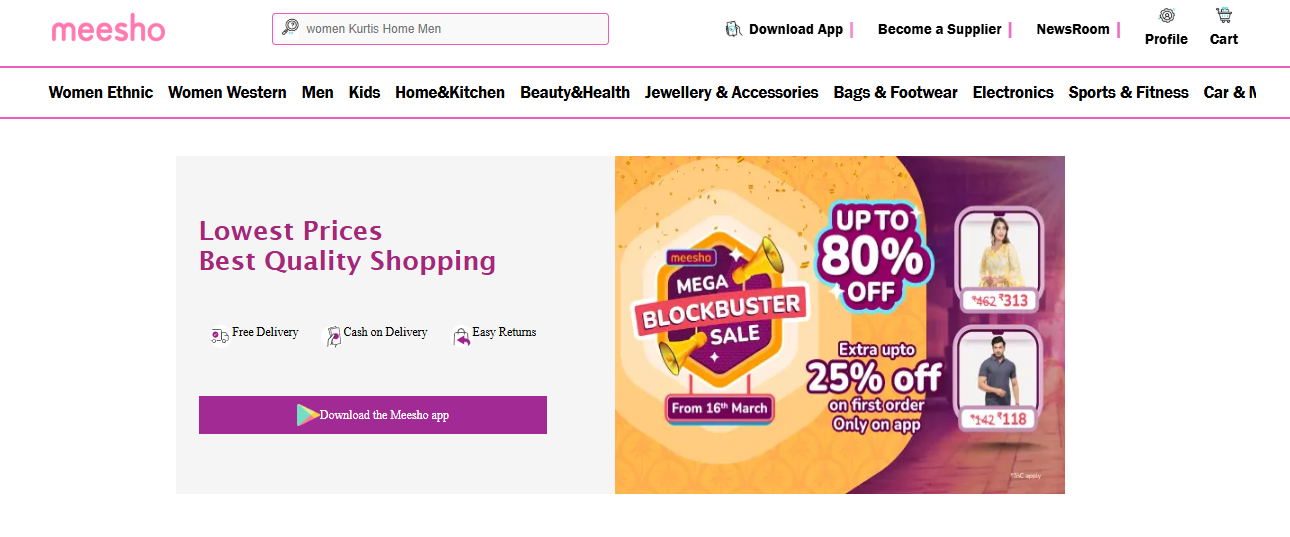 meesho
women Kurtis Home Men
Download App |
Become a Supplier |
NewsRoom |
Profile
Cart
Women Ethnic Women Western Men Kids Home&Kitchen Beauty&Health Jewellery & Accessories Bags & Footwear Electronics Sports & Fitness Car & M
Lowest Prices
Best Quality Shopping
Free Delivery
Cash on Delivery
Easy Returns
Download the Meesho app
meesho
MEGA
BLOCKBUSTER
SALE
From 16th March
UP TO
80%
OFF
Extra upto
25% off
on first order
Only on app
₹462 ₹313
₹142 ₹118
*T&C apply